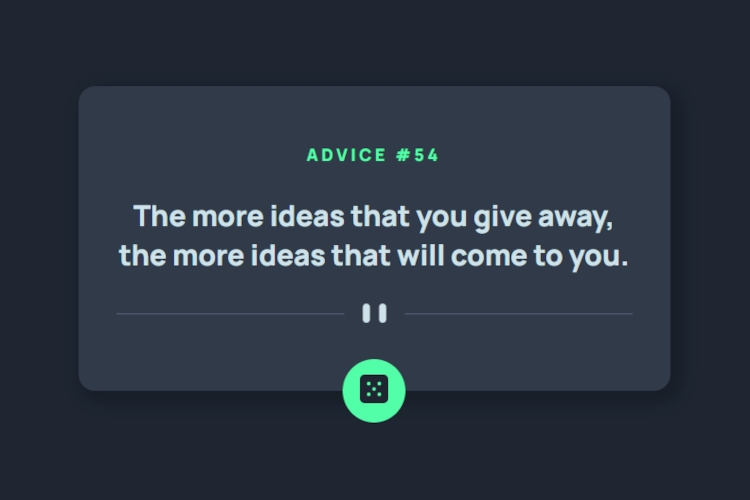 ADVICE #54
The more ideas that you give away,
the more ideas that will come to you.